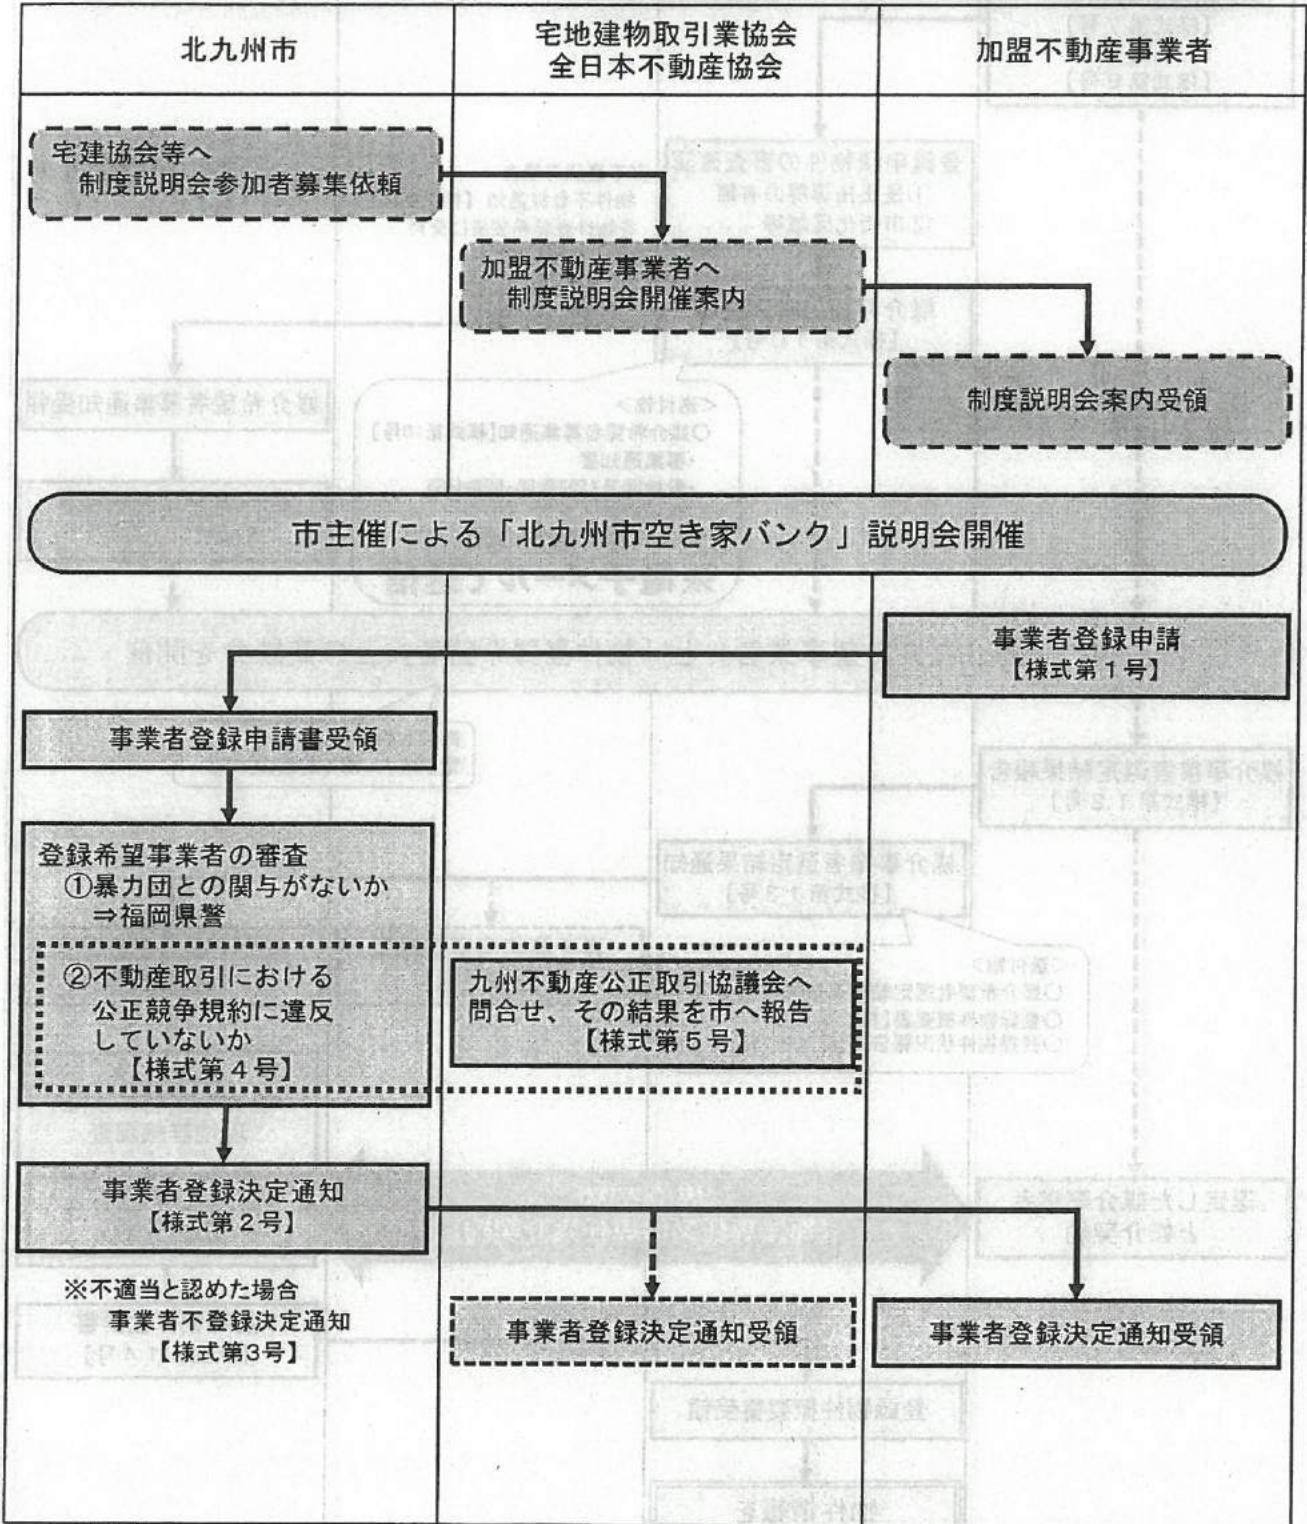 北九州市
宅地建物取引業協会
全日本不動産協会
加盟不動産事業者
宅建協会等へ
制度説明会参加者募集依頼
加盟不動産事業者へ
制度説明会開催案内
制度説明会案内受領
市主催による「北九州市空き家バンク」説明会開催
事業者登録申請
【様式第1号】
事業者登録申請書受領
登録希望事業者の審査
①暴力団との関与がないか
⇒福岡県警
②不動産取引における
公正競争規約に違反
していないか
【様式第4号】
九州不動産公正取引協議会へ
問合せ、その結果を市へ報告
【様式第5号】
事業者登録決定通知
【様式第2号】
※不適当と認めた場合
事業者不登録決定通知
【様式第3号】
事業者登録決定通知受領
事業者登録決定通知受領